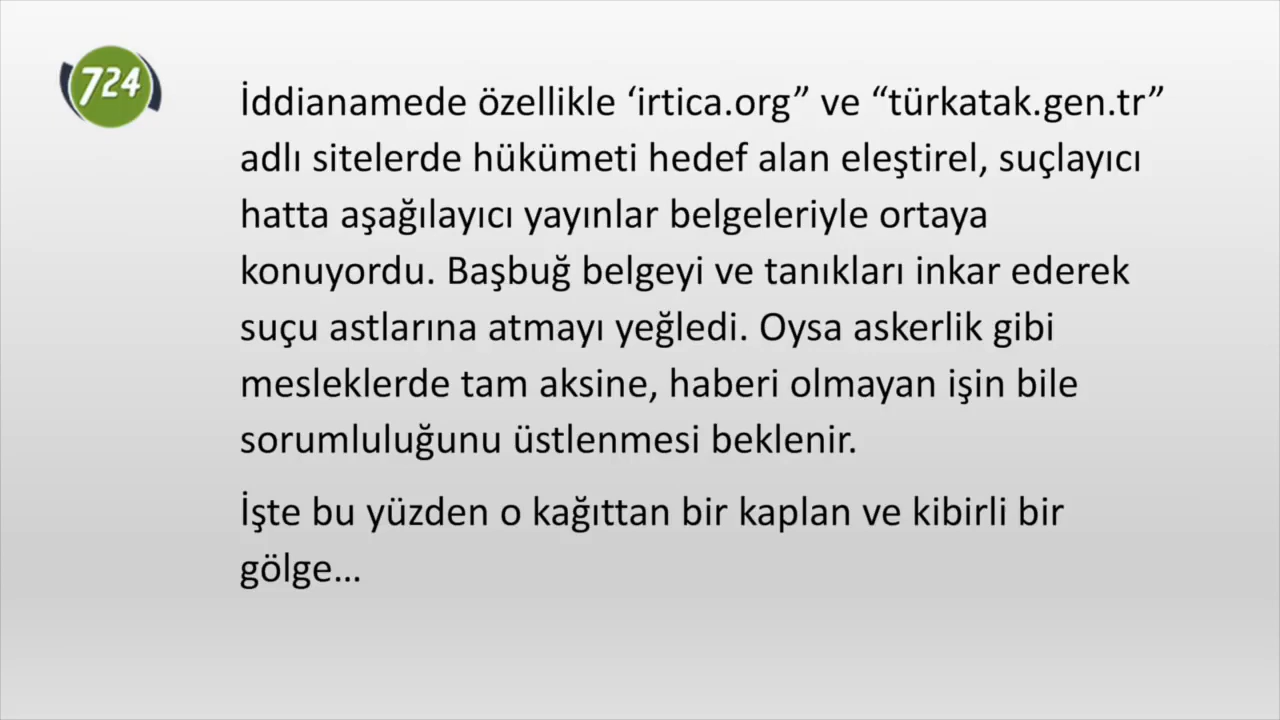 724
İddianamede özellikle ‘irtica.org” ve “türkatak.gen.tr”
adlı sitelerde hükümeti hedef alan eleştirel, suçlayıcı
hatta aşağılayıcı yayınlar belgeleriyle ortaya
konuyordu. Başbuğ belgeyi ve tanıkları inkar ederek
suçu astlarına atmayı yeğledi. Oysa askerlik gibi
mesleklerde tam aksine, haberi olmayan işin bile
sorumluluğunu üstlenmesi beklenir.
İşte bu yüzden o kağıttan bir kaplan ve kibirli bir
gölge…